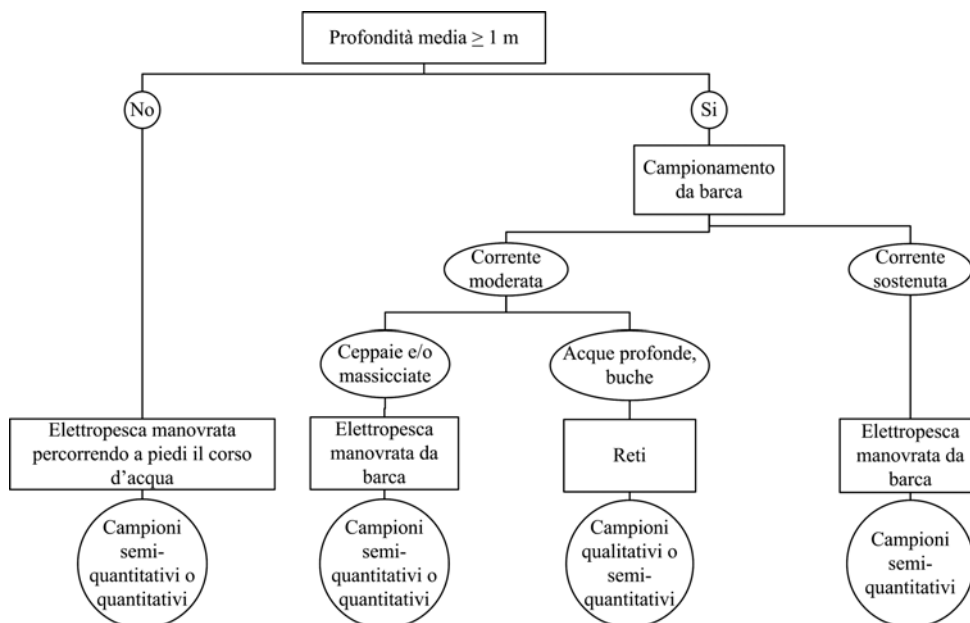 Profondità media ≥ 1 m
No
Si
Campionamento
da barca
Corrente
moderata
Corrente
sostenuta
Ceppaie e/o
massicciate
Acque profonde,
buche
Elettropesca manovrata
percorrendo a piedi il corso
d’acqua
Elettropesca
manovrata da
barca
Reti
Elettropesca
manovrata da
barca
Campioni
semi-
quantitativi o
quantitativi
Campioni
semi-
quantitativi o
quantitativi
Campioni
qualitativi o
semi-
quantitativi
Campioni
semi-
quantitativi